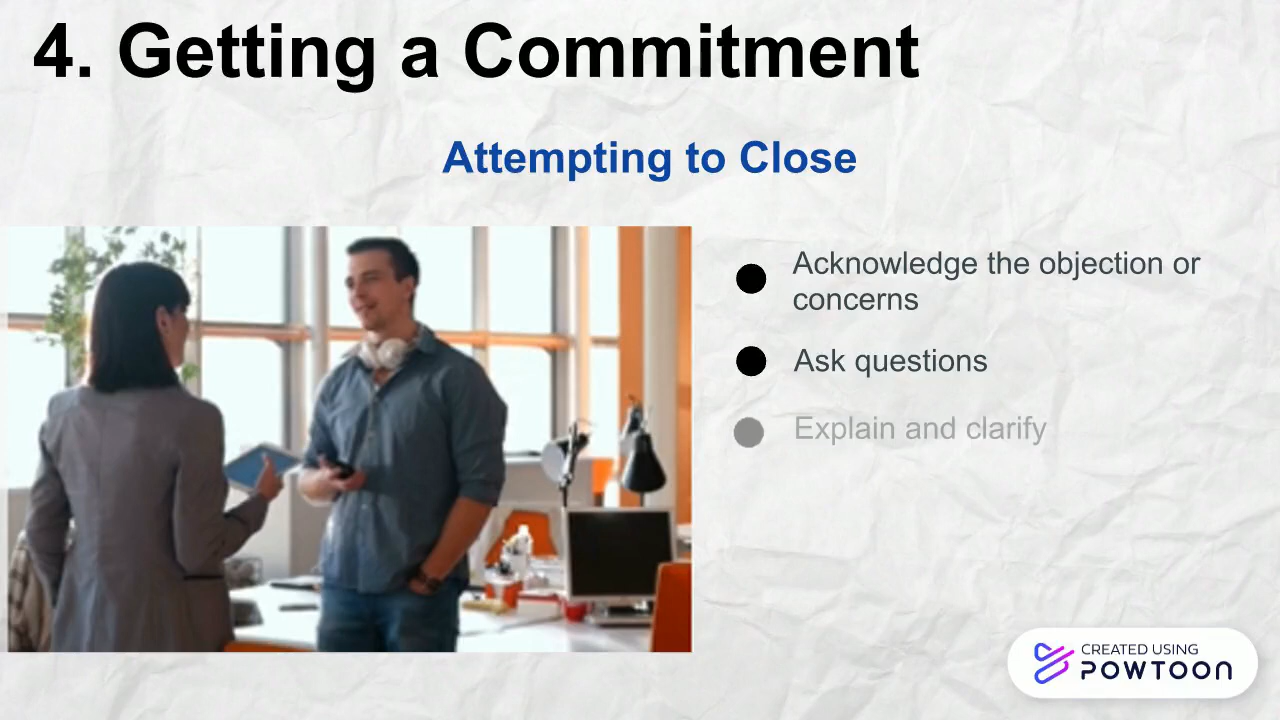 4. Getting a Commitment
Attempting to Close
Acknowledge the objection or
concerns
Ask questions
Explain and clarify
CREATED USING
POWTOON